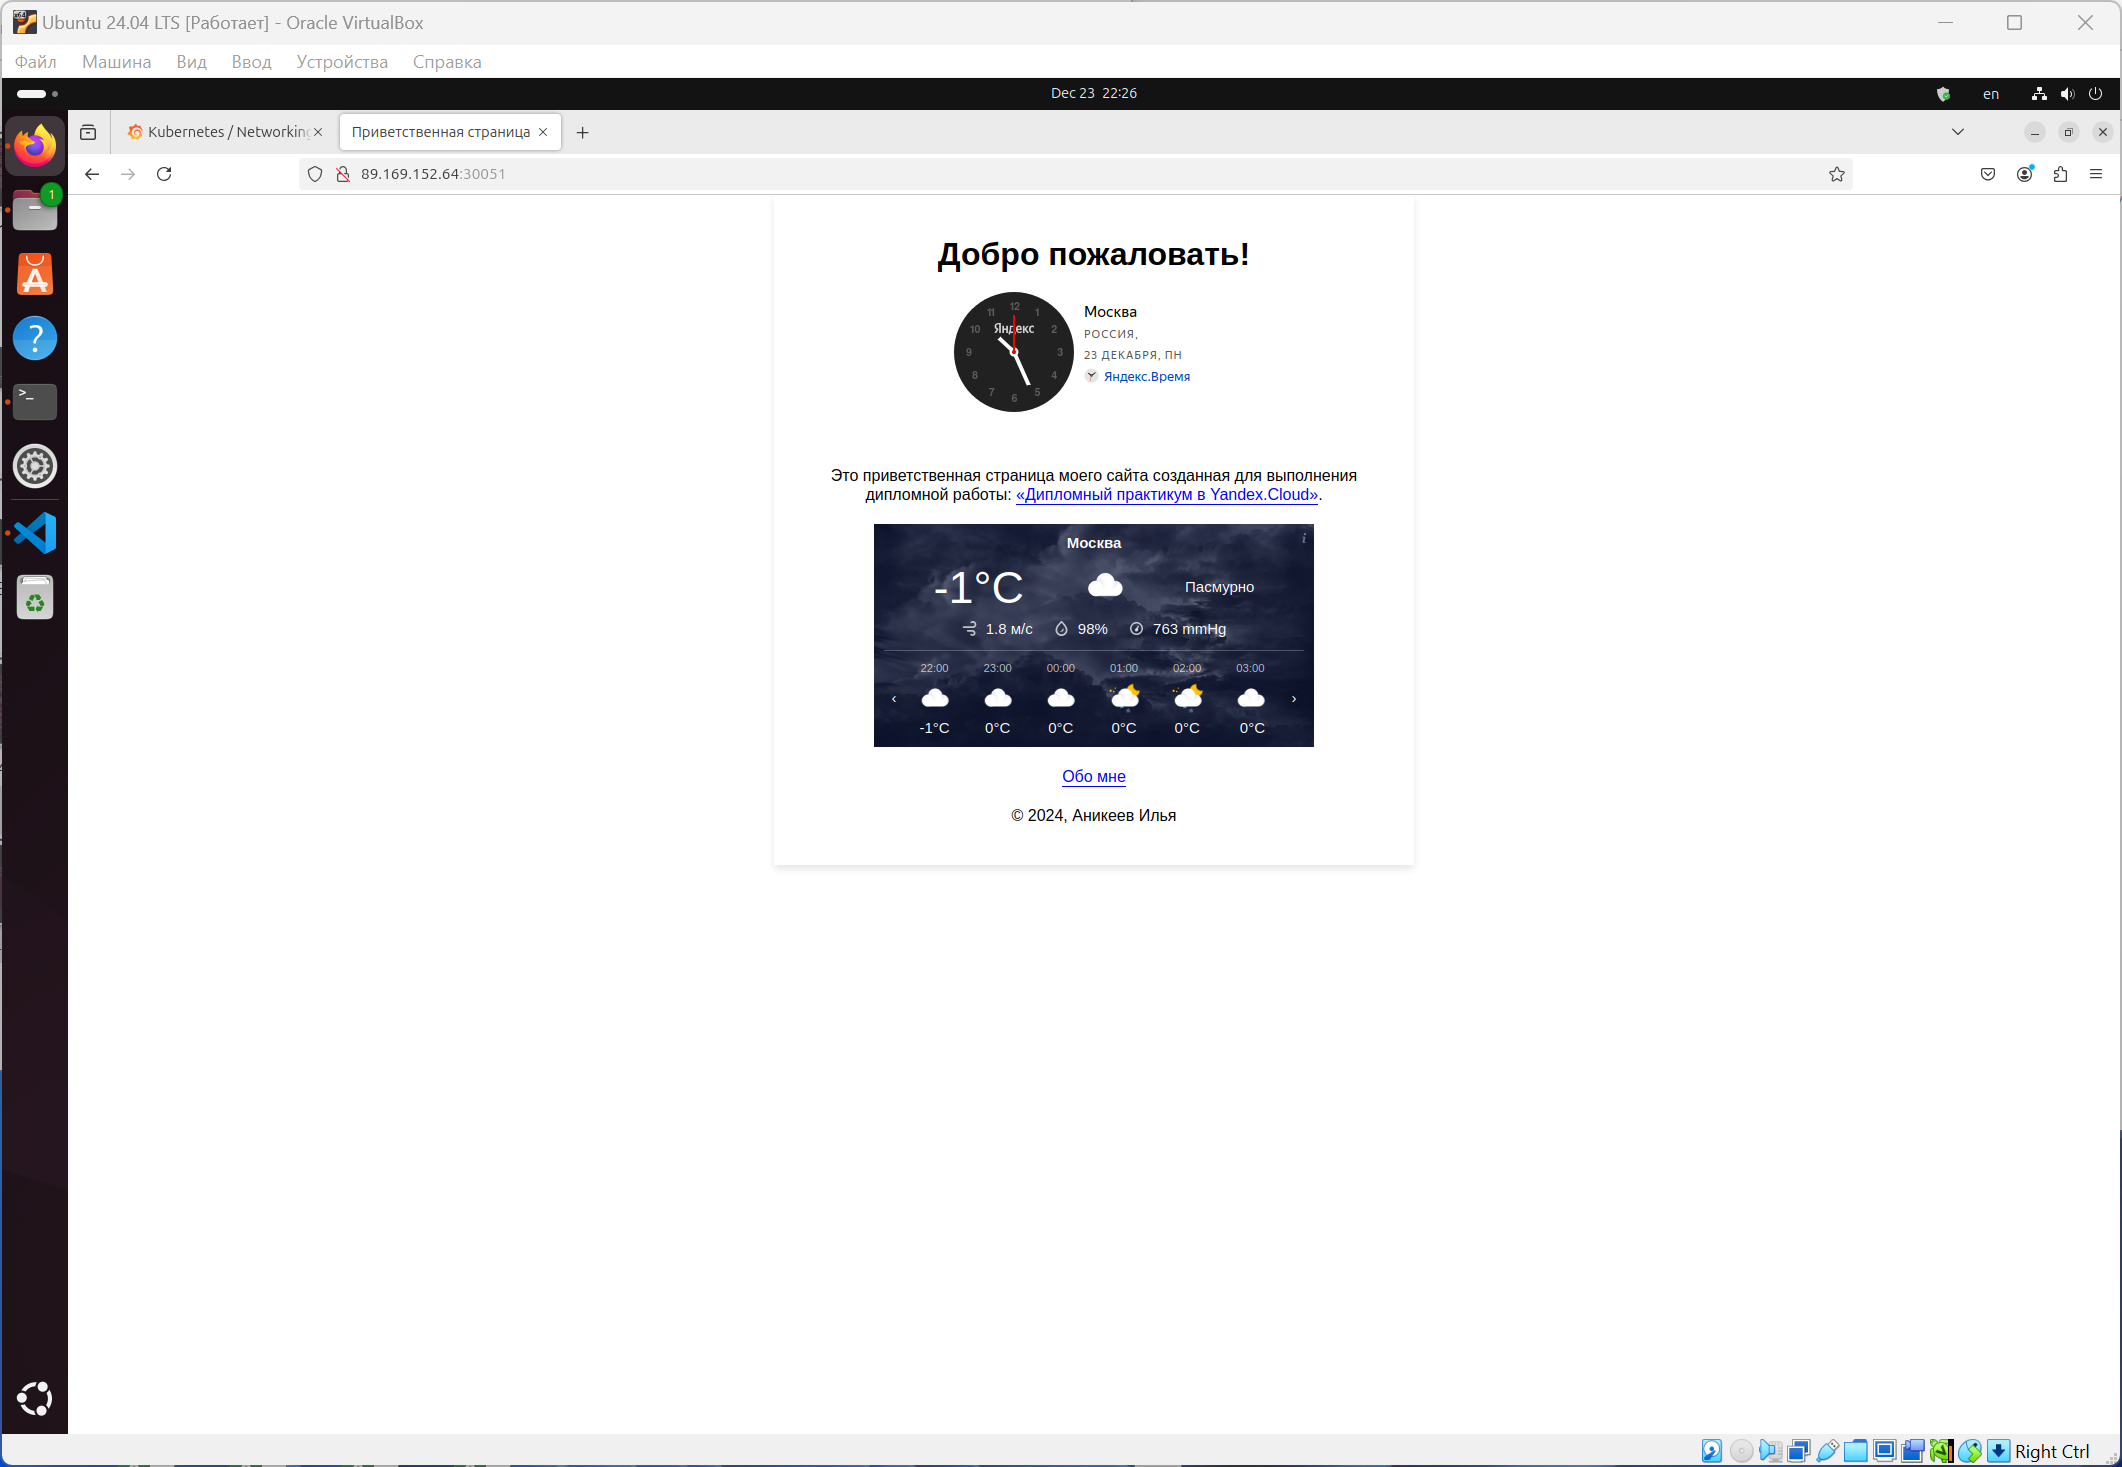 Ubuntu 24.04 LTS [Работает] - Oracle VirtualBox
Файл Машина Вид Ввод Устройства Справка
Dec 23 22:26
en
1
Kubernetes / Networking
Приветственная страница
89.169.152.64:30051
Добро пожаловать!
12
11 1
10 Яндекс 2
9 3
8 4
7 5
6
Москва
РОССИЯ,
23 ДЕКАБРЯ, ПН
Яндекс.Время
Это приветственная страница моего сайта созданная для выполнения
дипломной работы: «Дипломный практикум в Yandex.Cloud».
Москва
i
-1°C
Пасмурно
1.8 м/с 98% 763 mmHg
22:00 23:00 00:00 01:00 02:00 03:00
‹ ›
-1°C 0°C 0°C 0°C 0°C 0°C
Обо мне
© 2024, Аникеев Илья
Right Ctrl